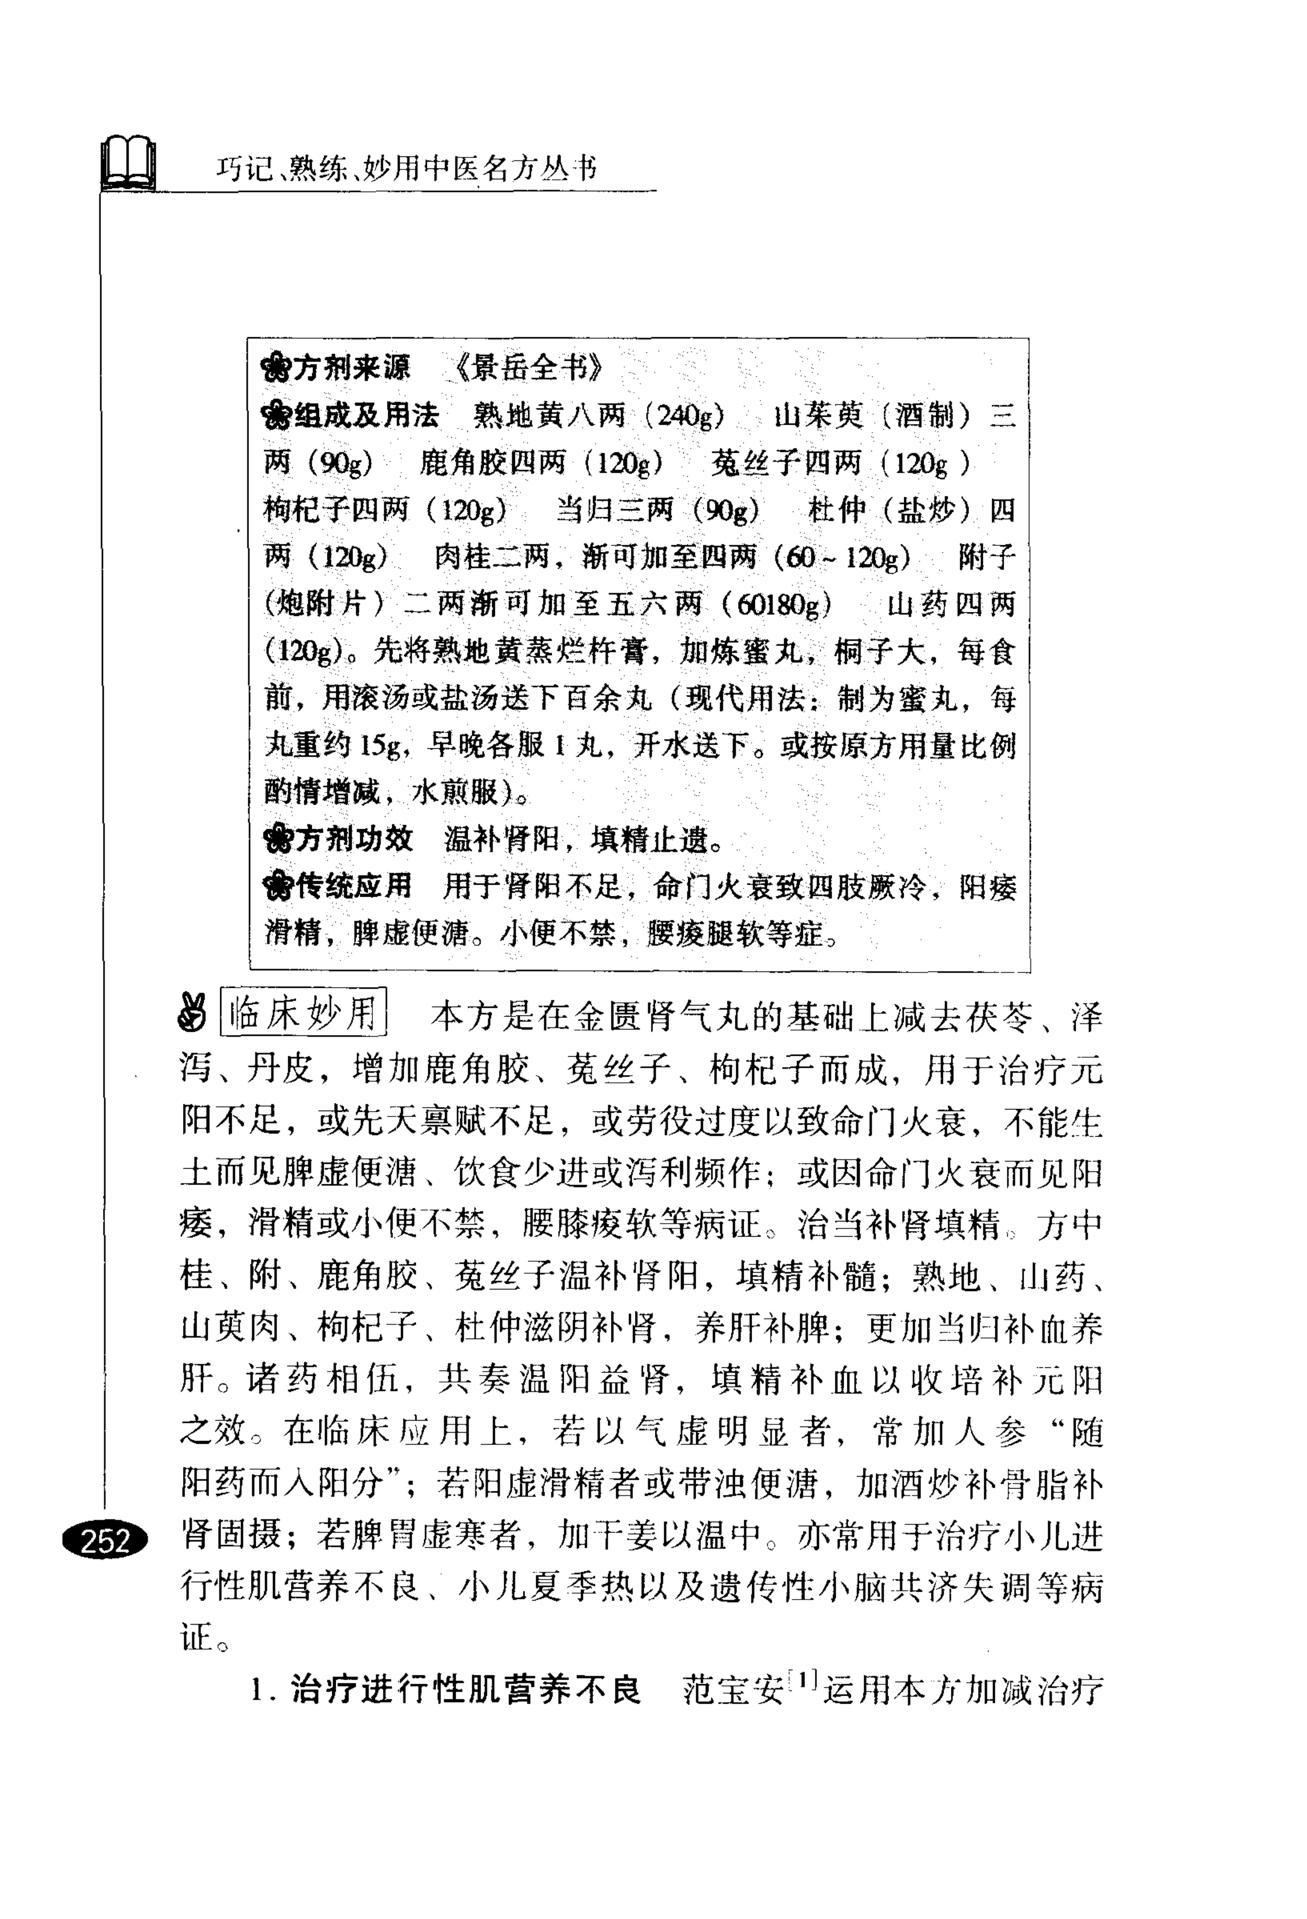 巧记、熟练、妙用中医名方丛书
方剂来源　《景岳全书》
组成及用法　熟地黄八两（240g）　山茱萸（酒制）三
两（90g）　鹿角胶四两（120g）　菟丝子四两（120g）
枸杞子四两（120g）　当归三两（90g）　杜仲（盐炒）四
两（120g）　肉桂二两，渐可加至四两（60～120g）　附子
（炮附片）二两渐可加至五六两（60180g）　山药四两
（120g）。先将熟地黄蒸烂杵膏，加炼蜜丸，桐子大，每食
前，用滚汤或盐汤送下百余丸（现代用法：制为蜜丸，每
丸重约15g，早晚各服1丸，开水送下。或按原方用量比例
酌情增减，水煎服）。
方剂功效　温补肾阳，填精止遗。
传统应用　用于肾阳不足，命门火衰致四肢厥冷，阳痿
滑精，脾虚便溏。小便不禁，腰痠腿软等症。
临床妙用　本方是在金匮肾气丸的基础上减去茯苓、泽
泻、丹皮，增加鹿角胶、菟丝子、枸杞子而成，用于治疗元
阳不足，或先天禀赋不足，或劳役过度以致命门火衰，不能生
土而见脾虚便溏、饮食少进或泻利频作；或因命门火衰而见阳
痿，滑精或小便不禁，腰膝痠软等病证。治当补肾填精。方中
桂、附、鹿角胶、菟丝子温补肾阳，填精补髓；熟地、山药、
山萸肉、枸杞子、杜仲滋阴补肾，养肝补脾；更加当归补血养
肝。诸药相伍，共奏温阳益肾，填精补血以收培补元阳
之效。在临床应用上，若以气虚明显者，常加人参“随
阳药而入阳分”；若阳虚滑精者或带浊便溏，加酒炒补骨脂补
肾固摄；若脾胃虚寒者，加干姜以温中。亦常用于治疗小儿进
252
行性肌营养不良、小儿夏季热以及遗传性小脑共济失调等病
证。
1. 治疗进行性肌营养不良　范宝安[1]运用本方加减治疗